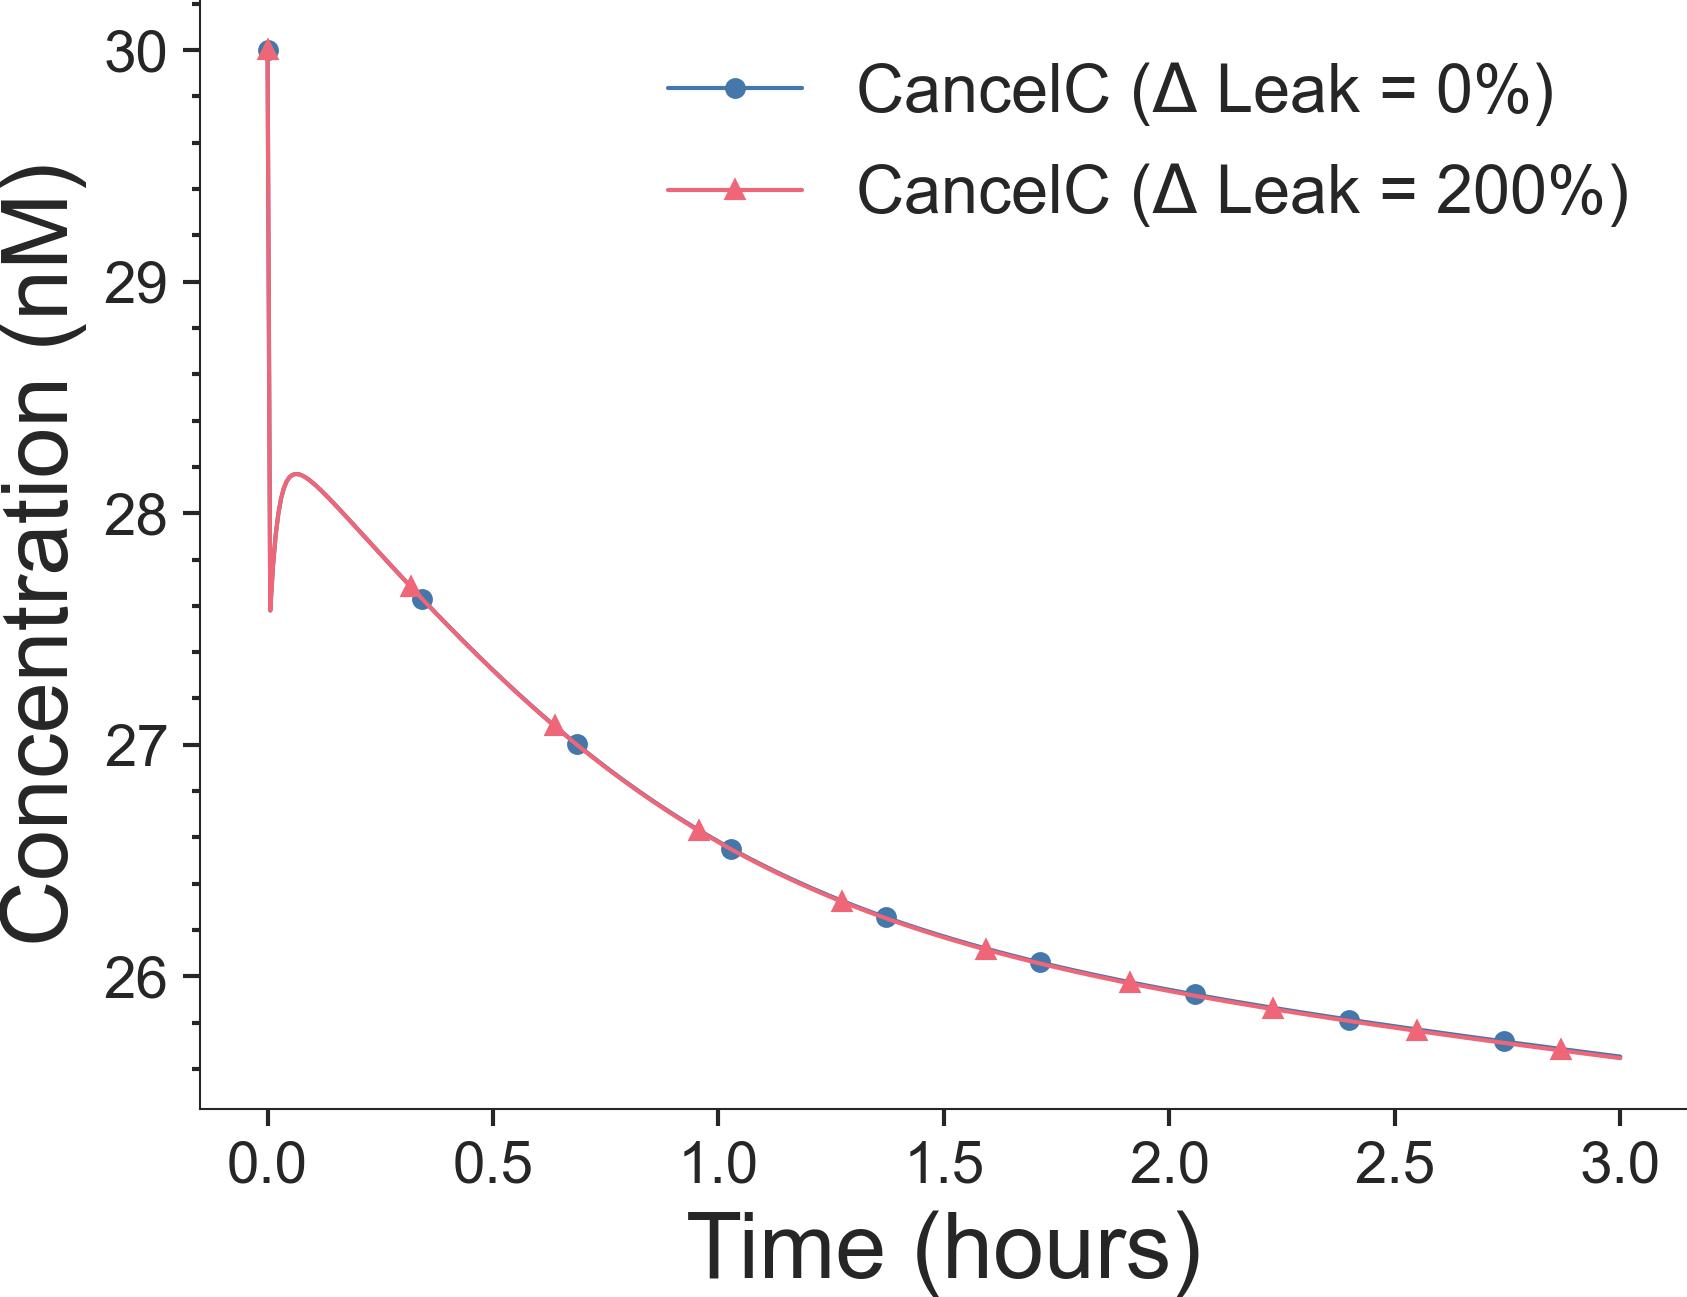 Concentration (nM)
30
29
28
27
26
CancelC (Δ Leak = 0%)
CancelC (Δ Leak = 200%)
0.0 0.5 1.0 1.5 2.0 2.5 3.0
Time (hours)